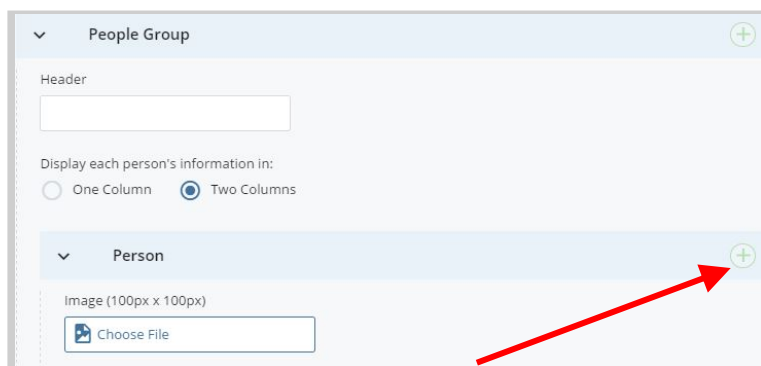 People Group
Header
Display each person's information in:
One Column Two Columns
Person
Image (100px x 100px)
Choose File